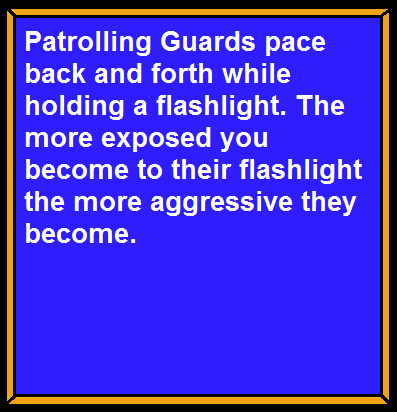 Patrolling Guards pace
back and forth while
holding a flashlight. The
more exposed you
become to their flashlight
the more aggressive they
become.